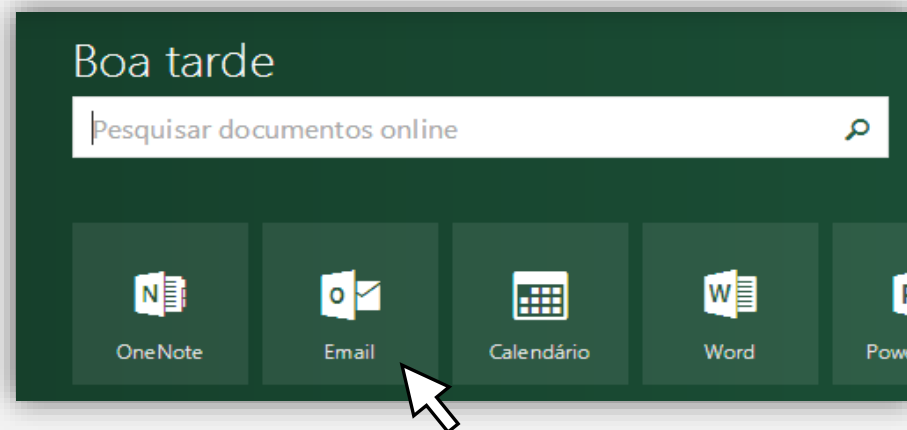 Boa tarde
Pesquisar documentos online
OneNote
Email
Calendário
Word